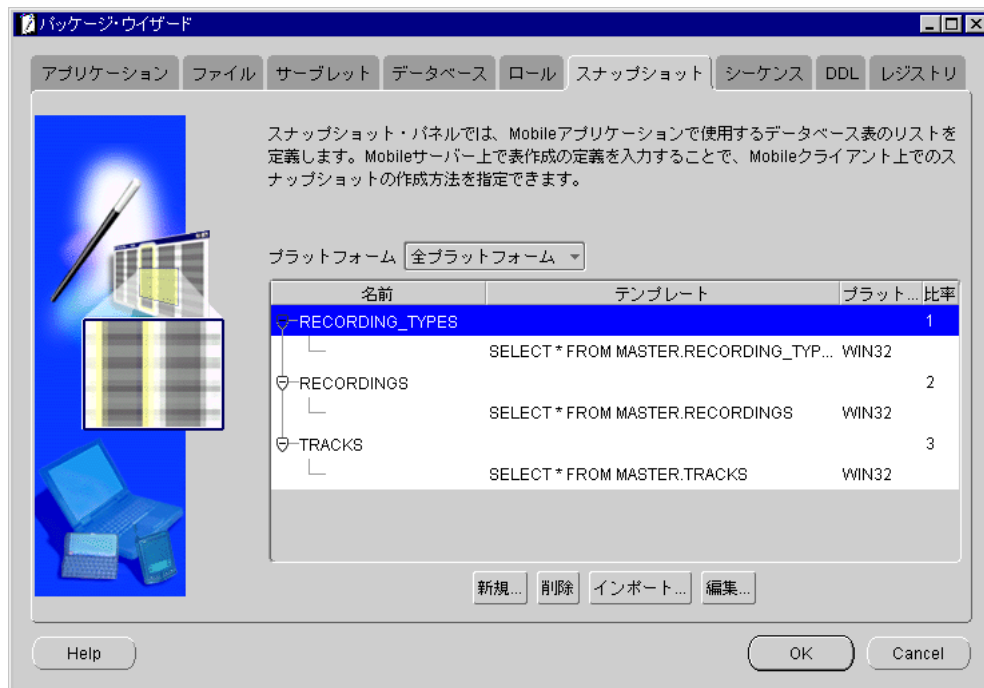 パッケージ・ウイザード
アプリケーション ファイル サーブレット データベース ロール スナップショット シーケンス DDL レジストリ
スナップショット・パネルでは、Mobileアプリケーションで使用するデータベース表のリストを
定義します。Mobileサーバー上で表作成の定義を入力することで、Mobileクライアント上でのス
ナップショットの作成方法を指定できます。
プラットフォーム 全プラットフォーム
名前 テンプレート プラット... 比率
RECORDING_TYPES 1
SELECT * FROM MASTER.RECORDING_TYP... WIN32
RECORDINGS 2
SELECT * FROM MASTER.RECORDINGS WIN32
TRACKS 3
SELECT * FROM MASTER.TRACKS WIN32
新規... 削除 インポート... 編集...
Help OK Cancel